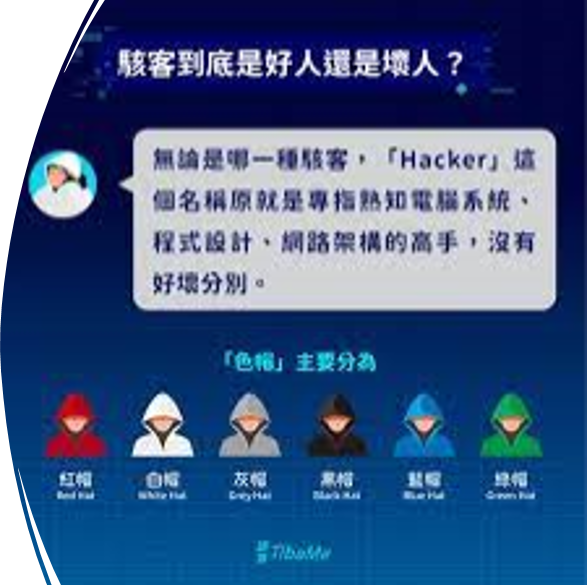 駭客到底是好人還是壞人？
無論是哪一種駭客，「Hacker」這
個名稱原就是專指熟知電腦系統、
程式設計、網路架構的高手，沒有
好壞分別。
「色帽」主要分為
紅帽 白帽 灰帽 黑帽 藍帽 綠帽
Red Hat White Hat Grey Hat Black Hat Blue Hat Green Hat
TibaMe